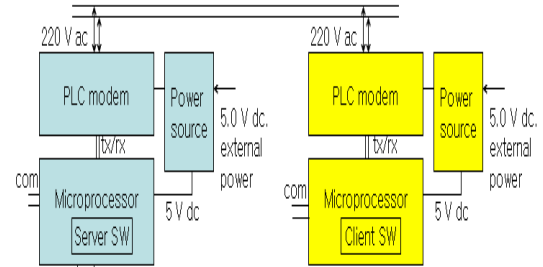 220 V ac
PLC modem
Power
source
5.0 V dc.
external
power
tx/rx
com
Microprocessor
Server SW
5 V dc
220 V ac
PLC modem
Power
source
5.0 V dc.
external
power
tx/rx
com
Microprocessor
Client SW
5 V dc